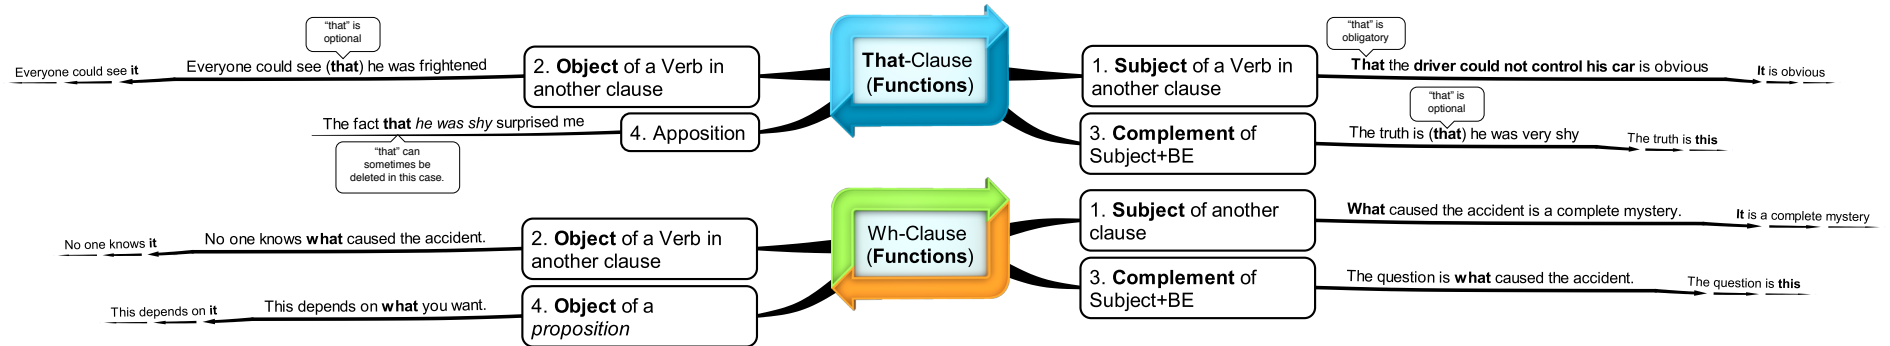 That-Clause
(Functions)
1. Subject of a Verb in
another clause
“that” is
obligatory
That the driver could not control his car is obvious
It is obvious
2. Object of a Verb in
another clause
“that” is
optional
Everyone could see (that) he was frightened
Everyone could see it
3. Complement of
Subject+BE
“that” is
optional
The truth is (that) he was very shy
The truth is this
4. Apposition
The fact that he was shy surprised me
“that” can
sometimes be
deleted in this case.
Wh-Clause
(Functions)
1. Subject of another
clause
What caused the accident is a complete mystery.
It is a complete mystery
2. Object of a Verb in
another clause
No one knows what caused the accident.
No one knows it
3. Complement of
Subject+BE
The question is what caused the accident.
The question is this
4. Object of a
proposition
This depends on what you want.
This depends on it